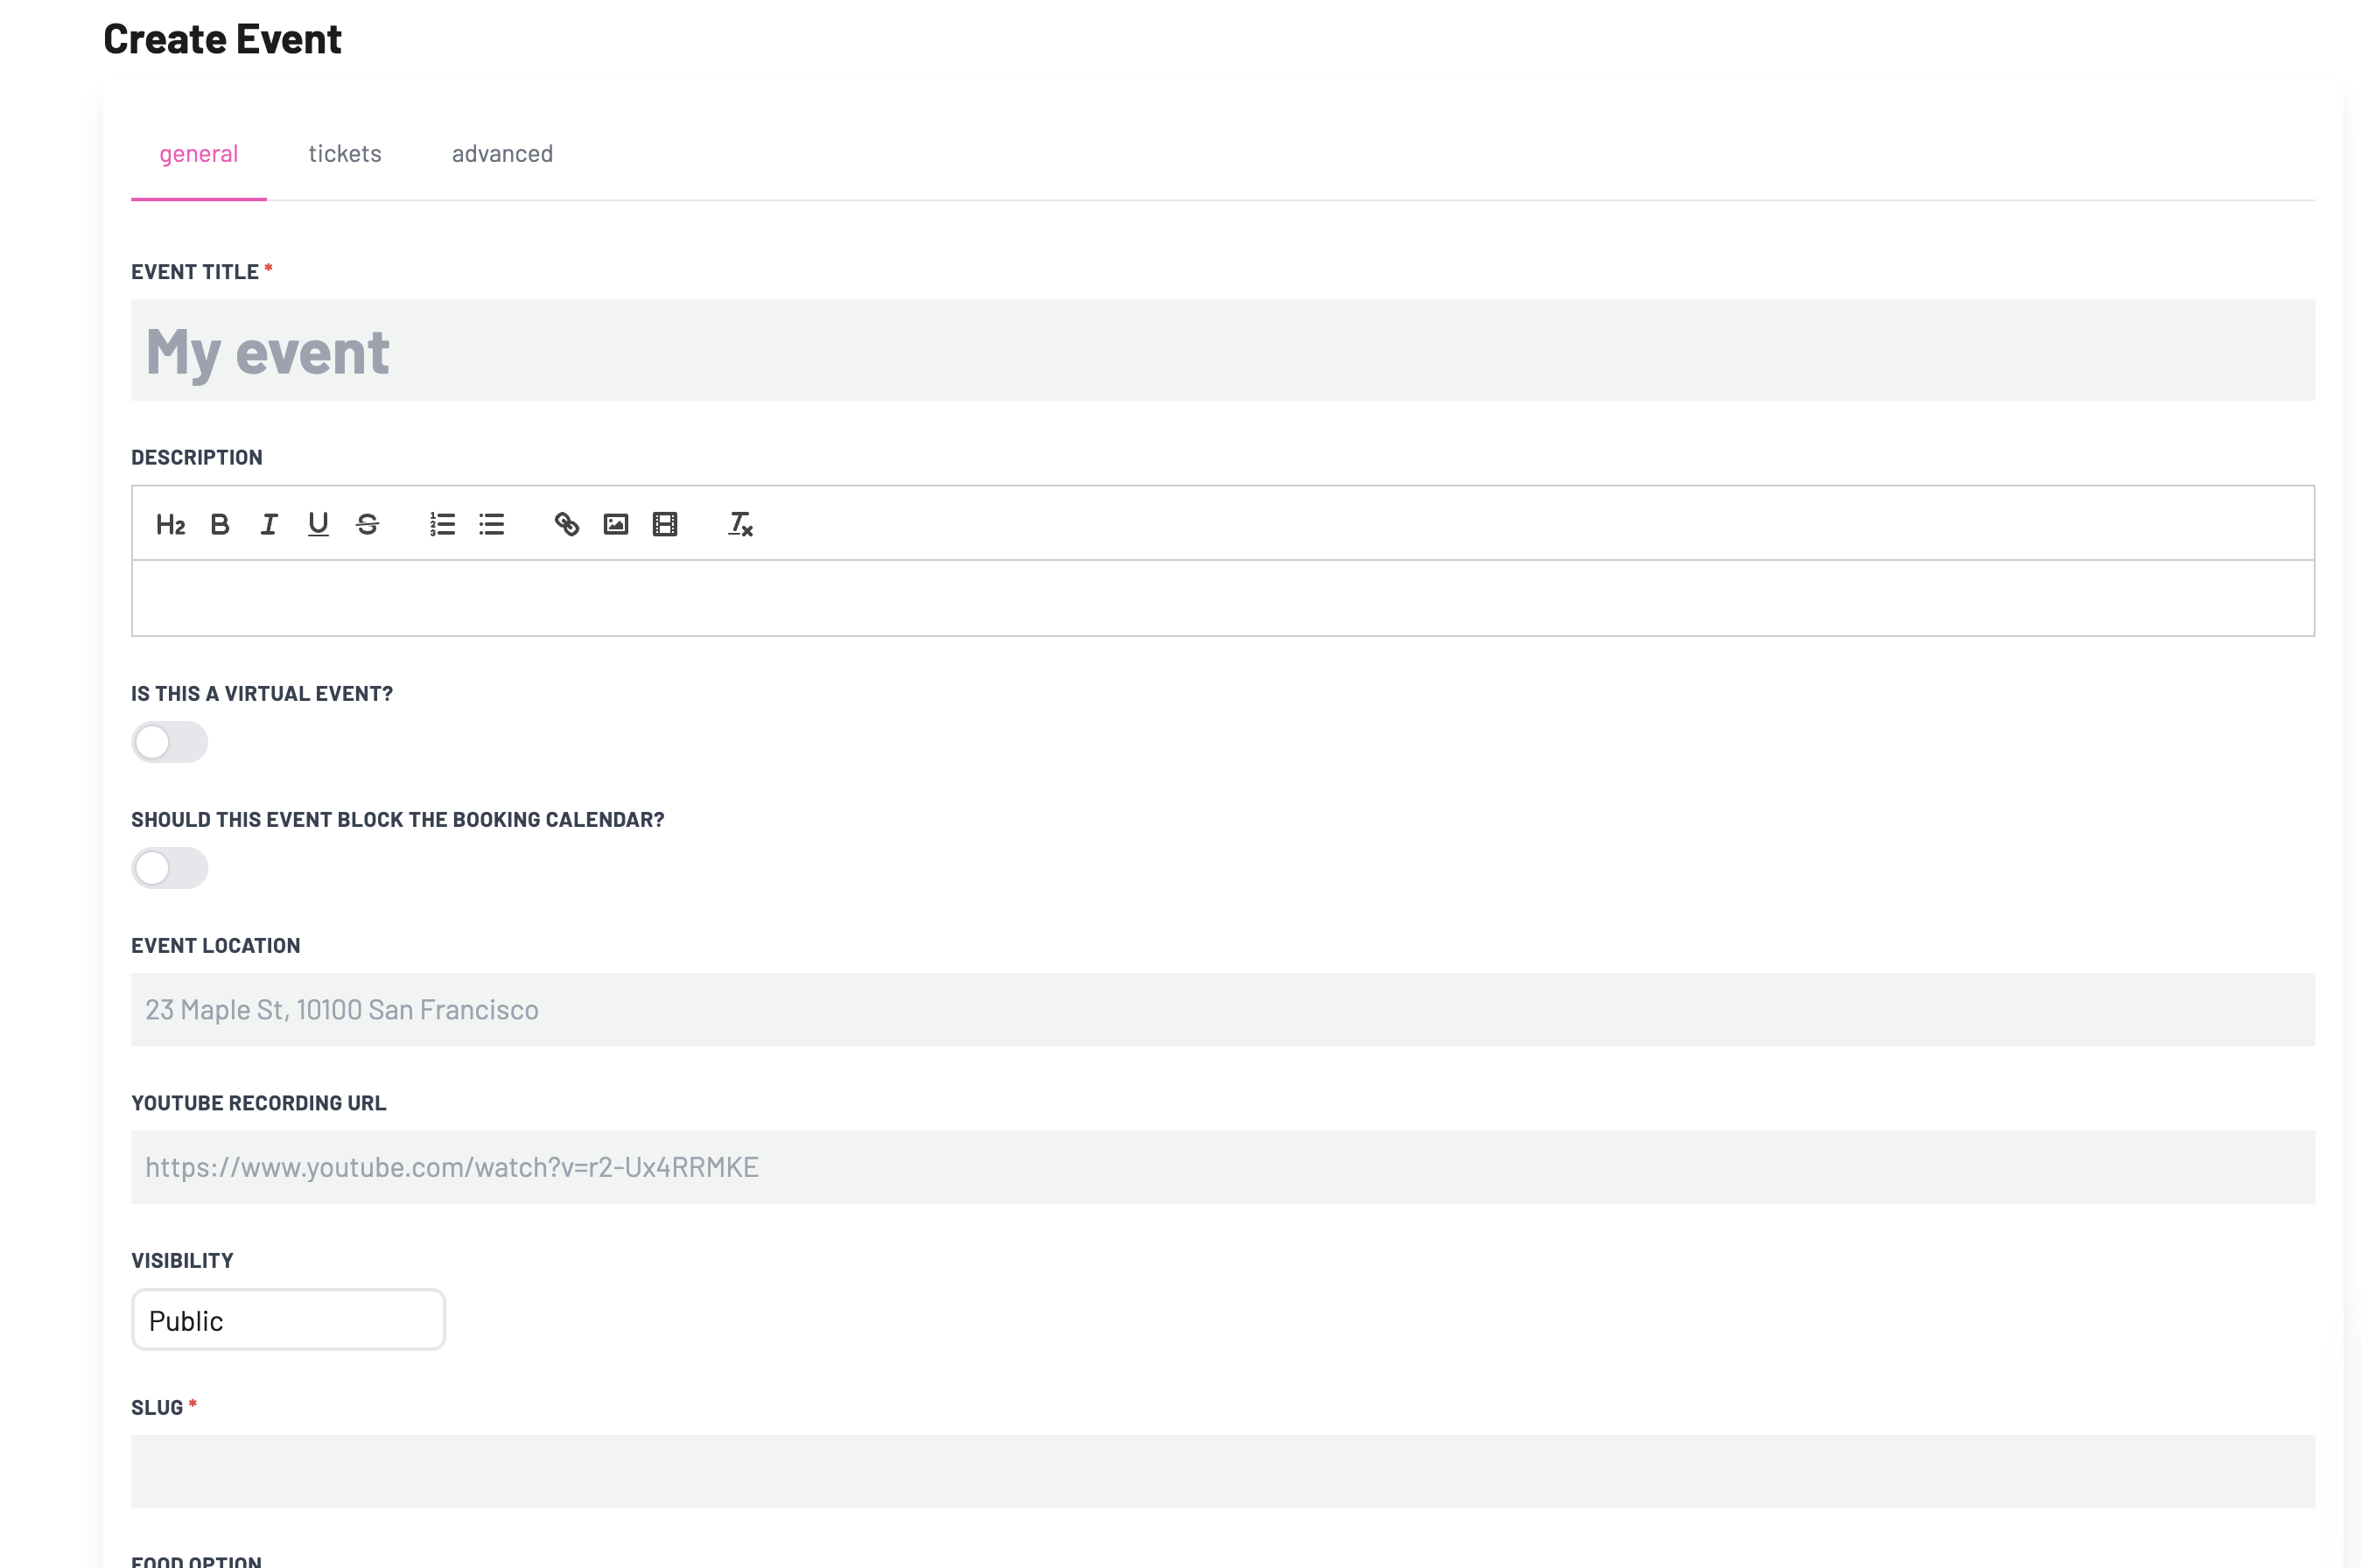 Create Event
general tickets advanced
EVENT TITLE *
My event
DESCRIPTION
H2 B I U S
IS THIS A VIRTUAL EVENT?
SHOULD THIS EVENT BLOCK THE BOOKING CALENDAR?
EVENT LOCATION
23 Maple St, 10100 San Francisco
YOUTUBE RECORDING URL
https://www.youtube.com/watch?v=r2-Ux4RRMKE
VISIBILITY
Public
SLUG *
FOOD OPTION